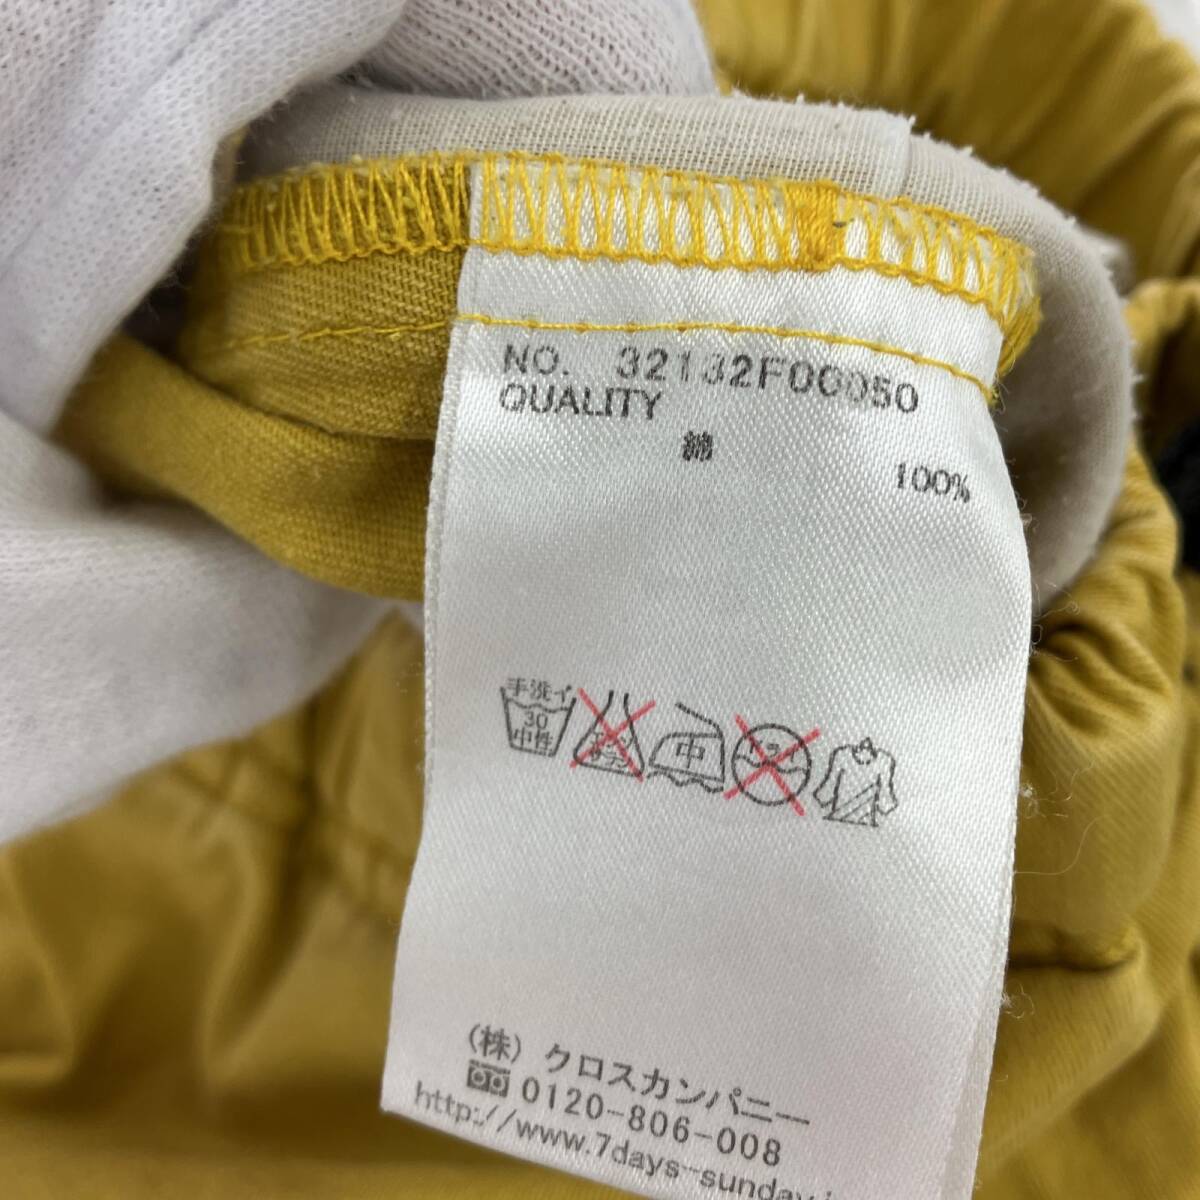 NO. 32132F00050
QUALITY
綿 100%
手洗イ
30
中性
中
(株) クロスカンパニー
0120-806-008
http://www.7days-sunday.